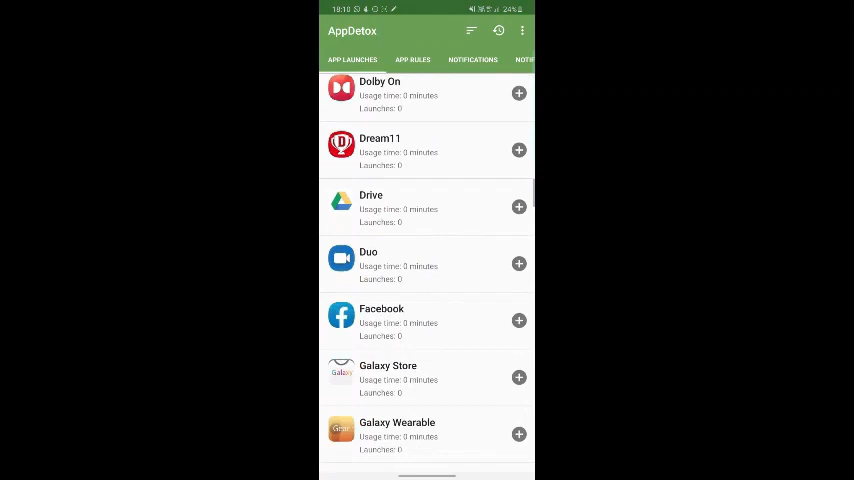 18:10
24%
AppDetox
APP LAUNCHES
APP RULES
NOTIFICATIONS
NOTIF
Dolby On
Usage time: 0 minutes
Launches: 0
Dream11
Usage time: 0 minutes
Launches: 0
Drive
Usage time: 0 minutes
Launches: 0
Duo
Usage time: 0 minutes
Launches: 0
Facebook
Usage time: 0 minutes
Launches: 0
Galaxy
Galaxy Store
Usage time: 0 minutes
Launches: 0
Gear
Galaxy Wearable
Usage time: 0 minutes
Launches: 0